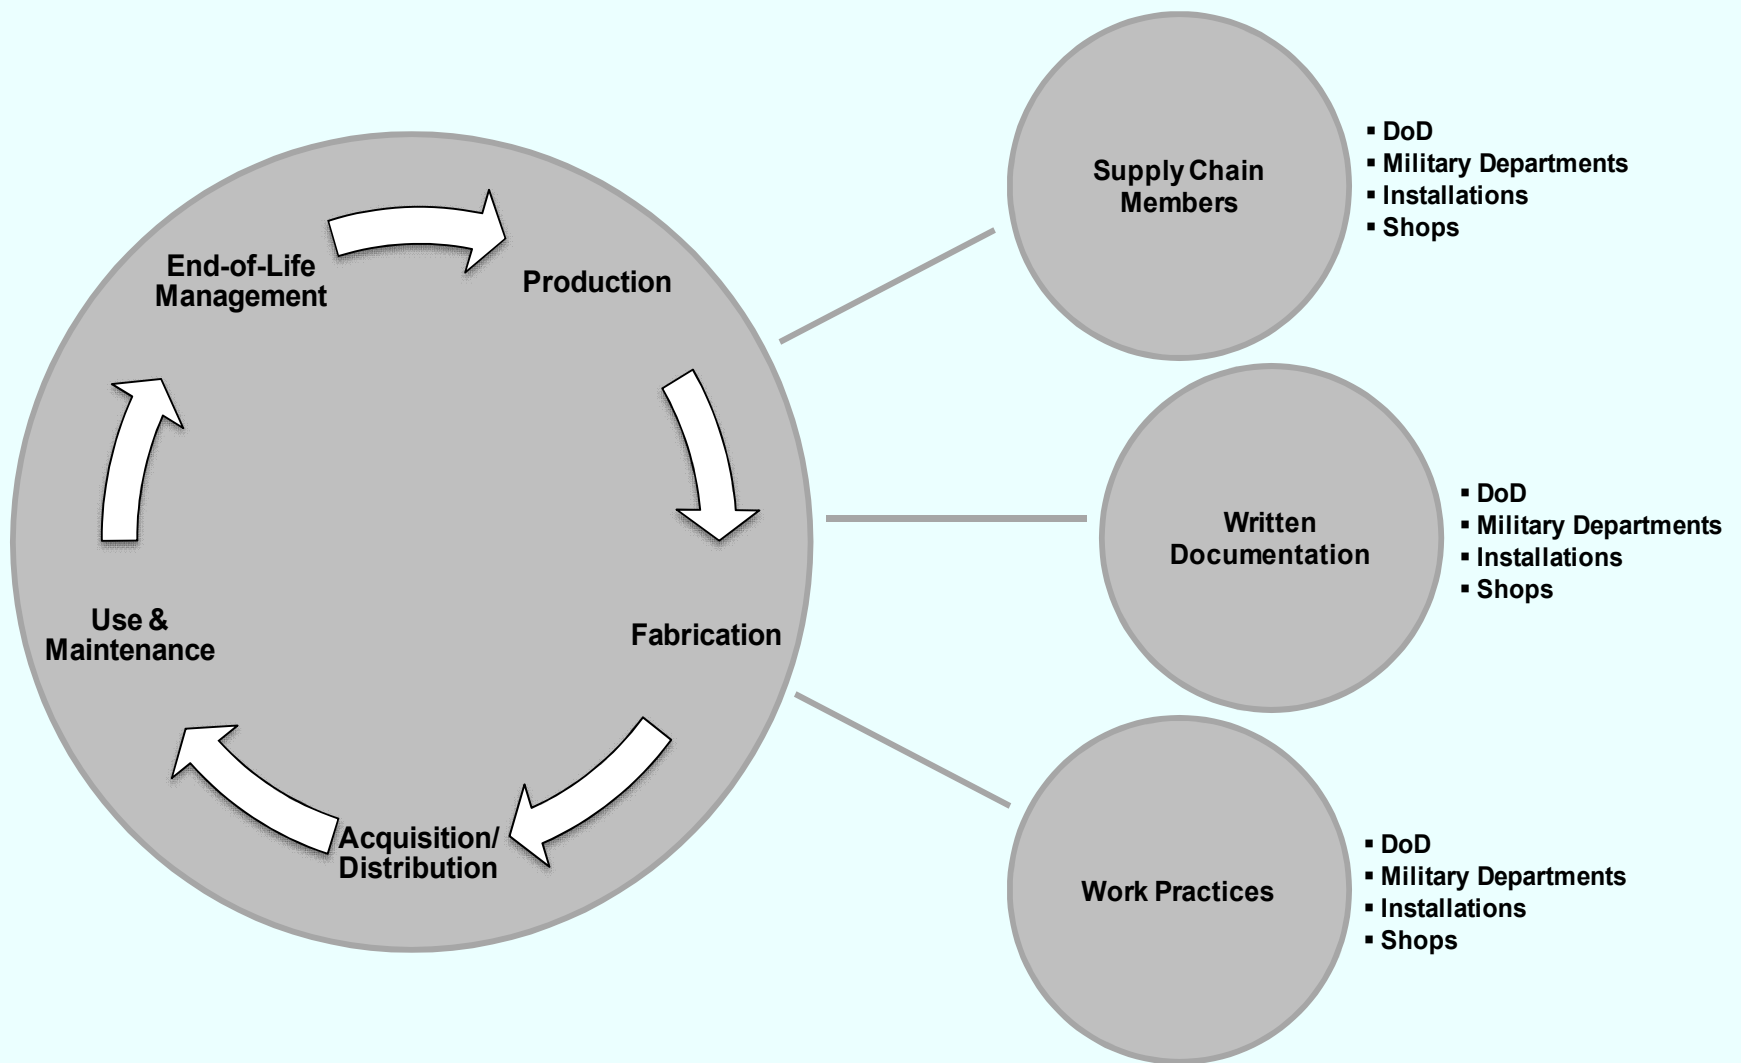 End-of-Life
Management
Production
Fabrication
Acquisition/
Distribution
Use &
Maintenance
Supply Chain
Members
▪ DoD
▪ Military Departments
▪ Installations
▪ Shops
Written
Documentation
▪ DoD
▪ Military Departments
▪ Installations
▪ Shops
Work Practices
▪ DoD
▪ Military Departments
▪ Installations
▪ Shops